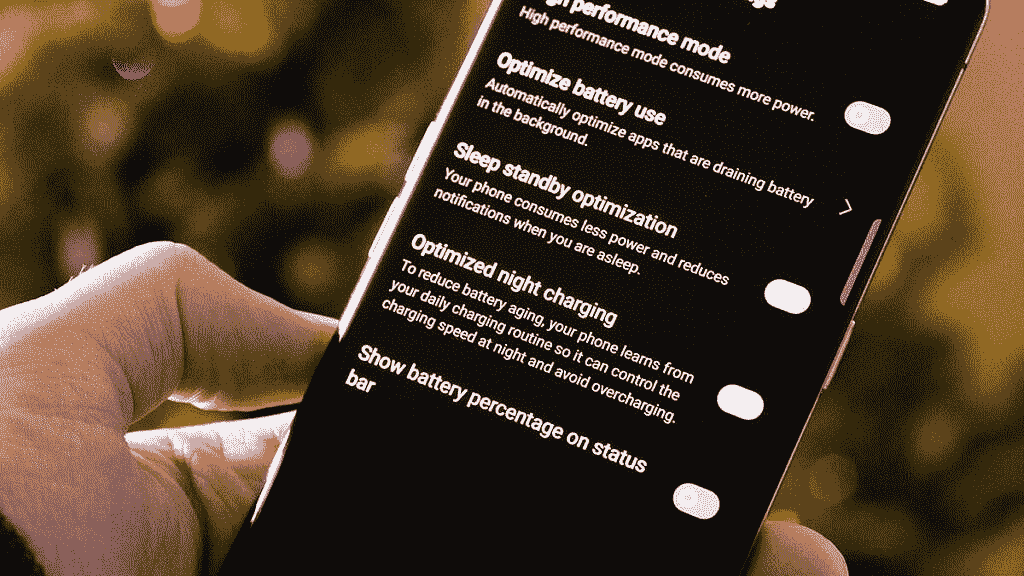 performance mode
High performance mode consumes more power.
Optimize battery use
Automatically optimize apps that are draining battery
in the background.
Sleep standby optimization
Your phone consumes less power and reduces
notifications when you are asleep.
Optimized night charging
To reduce battery aging, your phone learns from
your daily charging routine so it can control the
charging speed at night and avoid overcharging.
Show battery percentage on status
bar